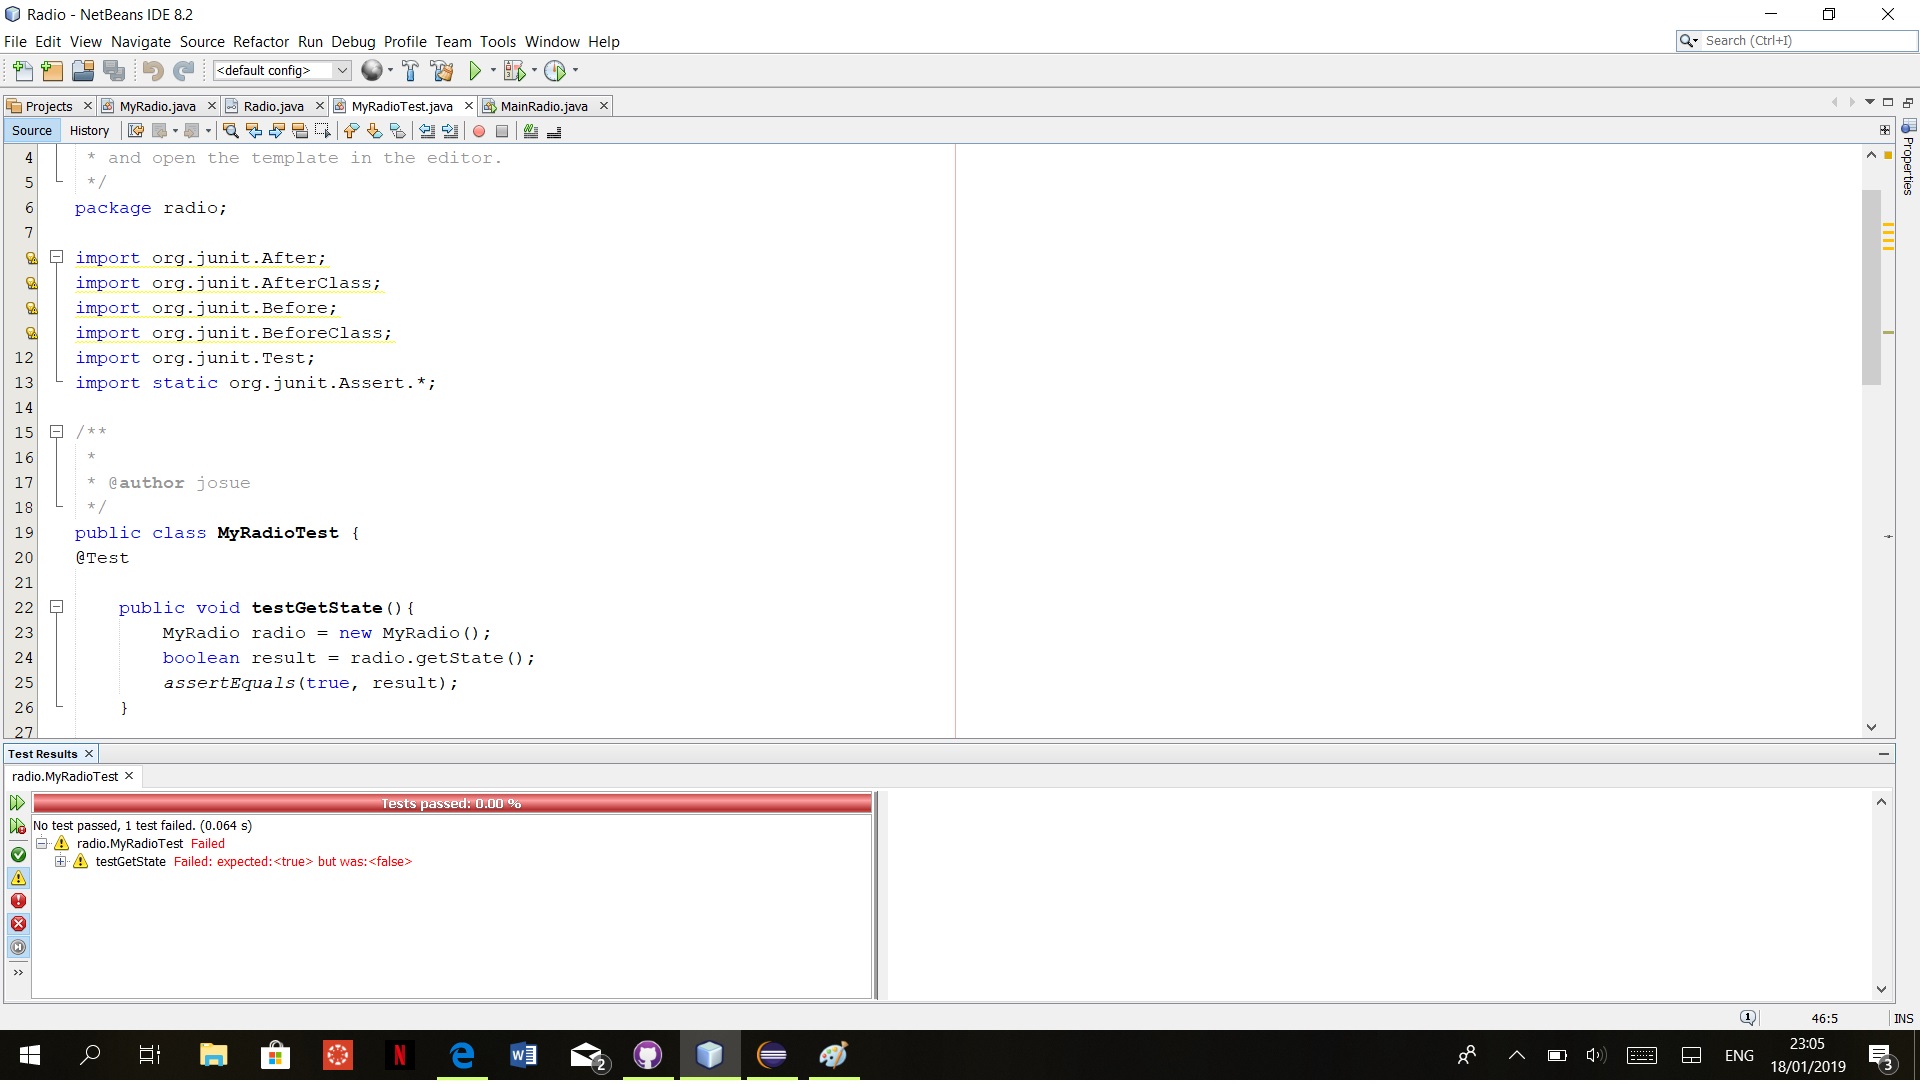 Radio - NetBeans IDE 8.2
File Edit View Navigate Source Refactor Run Debug Profile Team Tools Window Help
Search (Ctrl+I)
<default config>
Projects MyRadio.java Radio.java MyRadioTest.java MainRadio.java
Source History
Properties
4 * and open the template in the editor.
5 */
6 package radio;
7
import org.junit.After;
import org.junit.AfterClass;
import org.junit.Before;
import org.junit.BeforeClass;
12 import org.junit.Test;
13 import static org.junit.Assert.*;
14
15 /**
16 *
17 * @author josue
18 */
19 public class MyRadioTest {
20 @Test
21
22 public void testGetState(){
23 MyRadio radio = new MyRadio();
24 boolean result = radio.getState();
25 assertEquals(true, result);
26 }
27
Test Results
radio.MyRadioTest
Tests passed: 0.00 %
No test passed, 1 test failed. (0.064 s)
radio.MyRadioTest Failed
testGetState Failed: expected:<true> but was:<false>
1 46:5 INS
2
ENG
23:05
18/01/2019
3